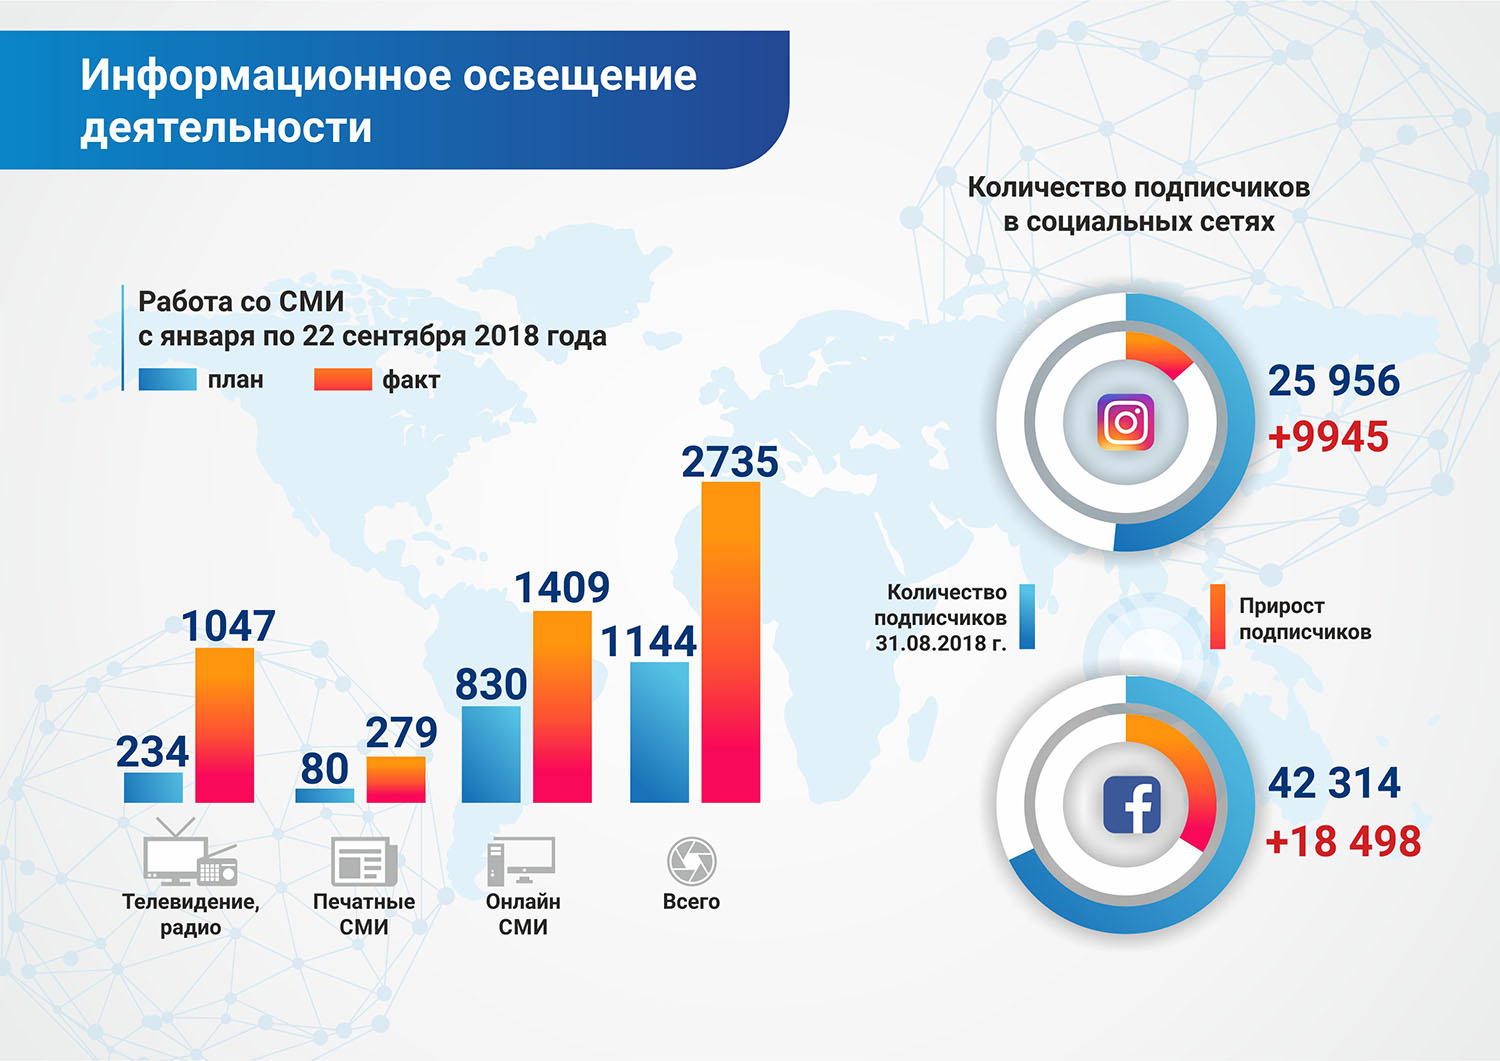 Информационное освещение
деятельности
Работа со СМИ
с января по 22 сентября 2018 года
план
факт
234
1047
80
279
830
1409
1144
2735
Телевидение,
радио
Печатные
СМИ
Онлайн
СМИ
Всего
Количество подписчиков
в социальных сетях
25 956
+9945
Количество
подписчиков
31.08.2018 г.
Прирост
подписчиков
42 314
+18 498